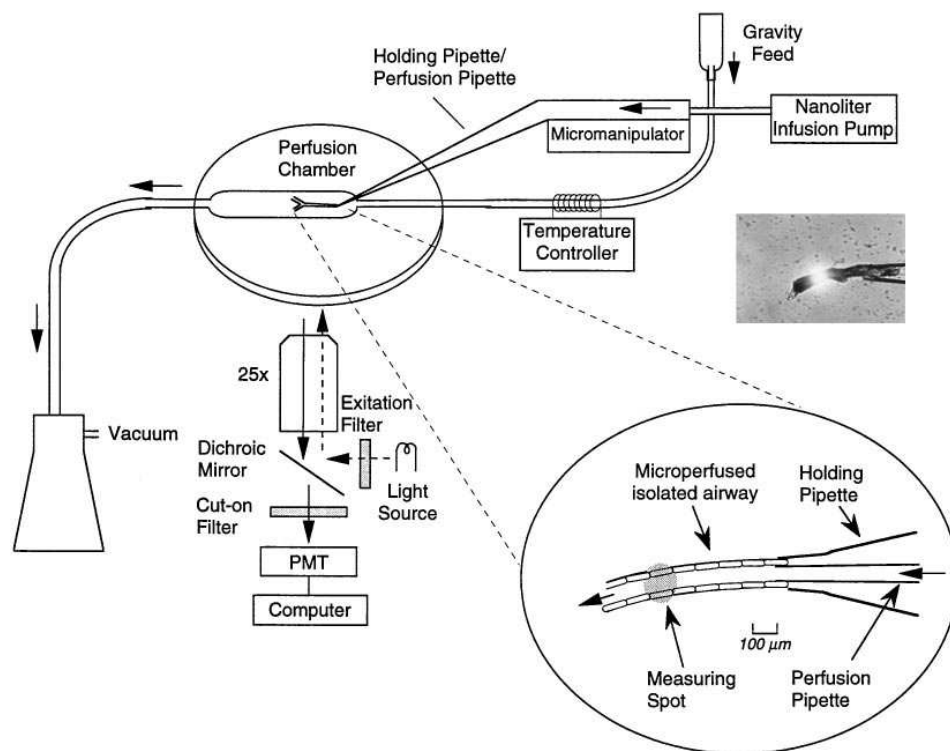 Gravity
Feed
Holding Pipette/
Perfusion Pipette
Nanoliter
Infusion Pump
Micromanipulator
Perfusion
Chamber
Temperature
Controller
25x
Exitation
Filter
Vacuum
Dichroic
Mirror
Light
Source
Cut-on
Filter
PMT
Computer
Microperfused
isolated airway
Holding
Pipette
100 μm
Measuring
Spot
Perfusion
Pipette